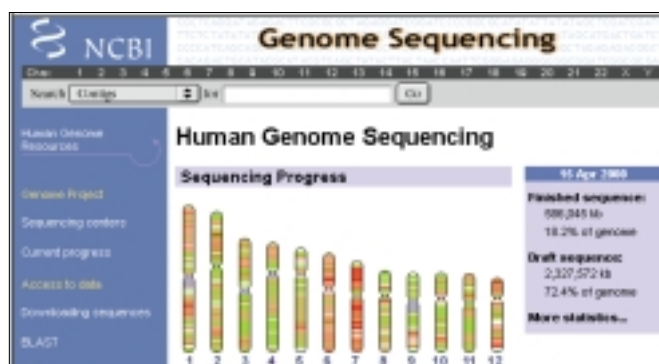 NCBI
Genome Sequencing
Chr: 1 2 3 4 5 6 7 8 9 10 11 12 13 14 15 16 17 18 19 20 21 22 X Y
Search Contigs for Go
Human Genome
Resources
Genome Project
Sequencing centers
Current progress
Access to data
Downloading sequences
BLAST
Human Genome Sequencing
Sequencing Progress
1 2 3 4 5 6 7 8 9 10 11 12
Finished sequence:
18.2% of genome
Draft sequence:
2,327,572 kb
72.4% of genome
More statistics...